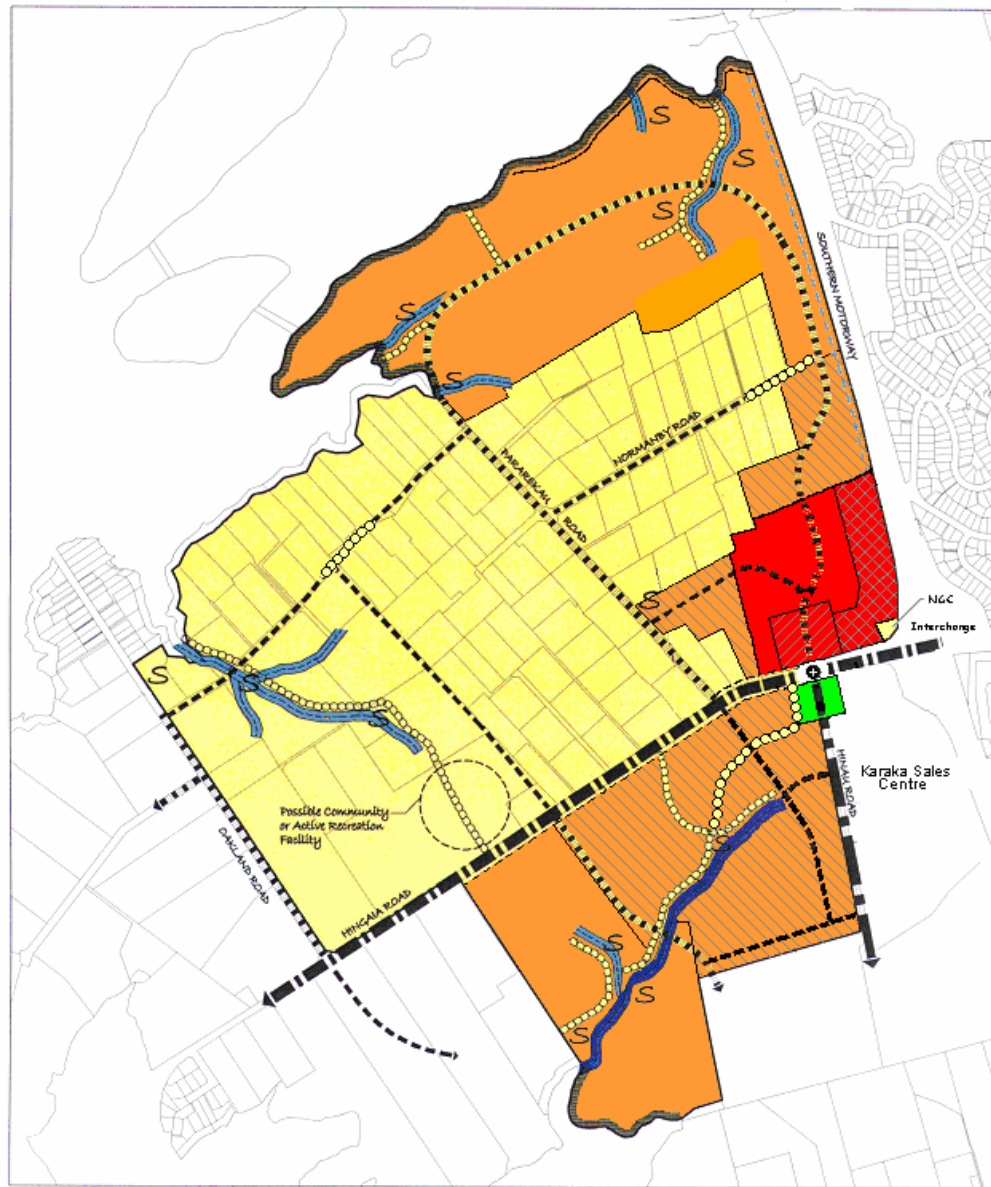 S
S
S
SOUTHERN MOTORWAY
S
S
NORMANBY ROAD
PARAREKAU
ROAD
S
NGC
Interchange
S
S
S
Karaka Sales
Centre
HINAU ROAD
Possible Community
or Active Recreation
Facility
OAKLAND ROAD
HINGAIA ROAD
S
S
S
S